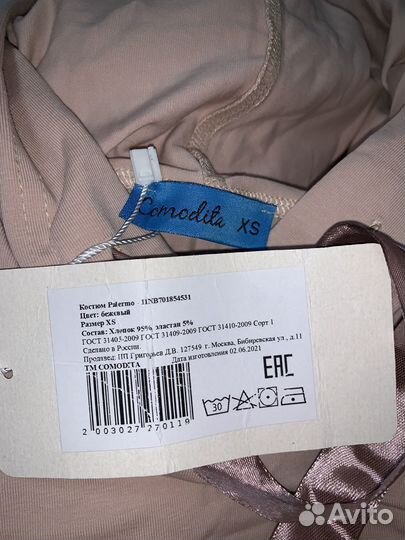 Comodita XS
Костюм Palermo 11NB701854531
Цвет: бежевый
Размер XS
Состав: Хлопок 95% эластан 5%
ГОСТ 31405-2009 ГОСТ 31409-2009 ГОСТ 31410-2009 Сорт 1
Сделано в России.
Произвед: ИП Григорьев Д.В. 127549 г. Москва, Бибиревская ул., д.11
Дата изготовления 02.06.2021
TM COMODITA
EAC
30
2 003027 270119
Avito